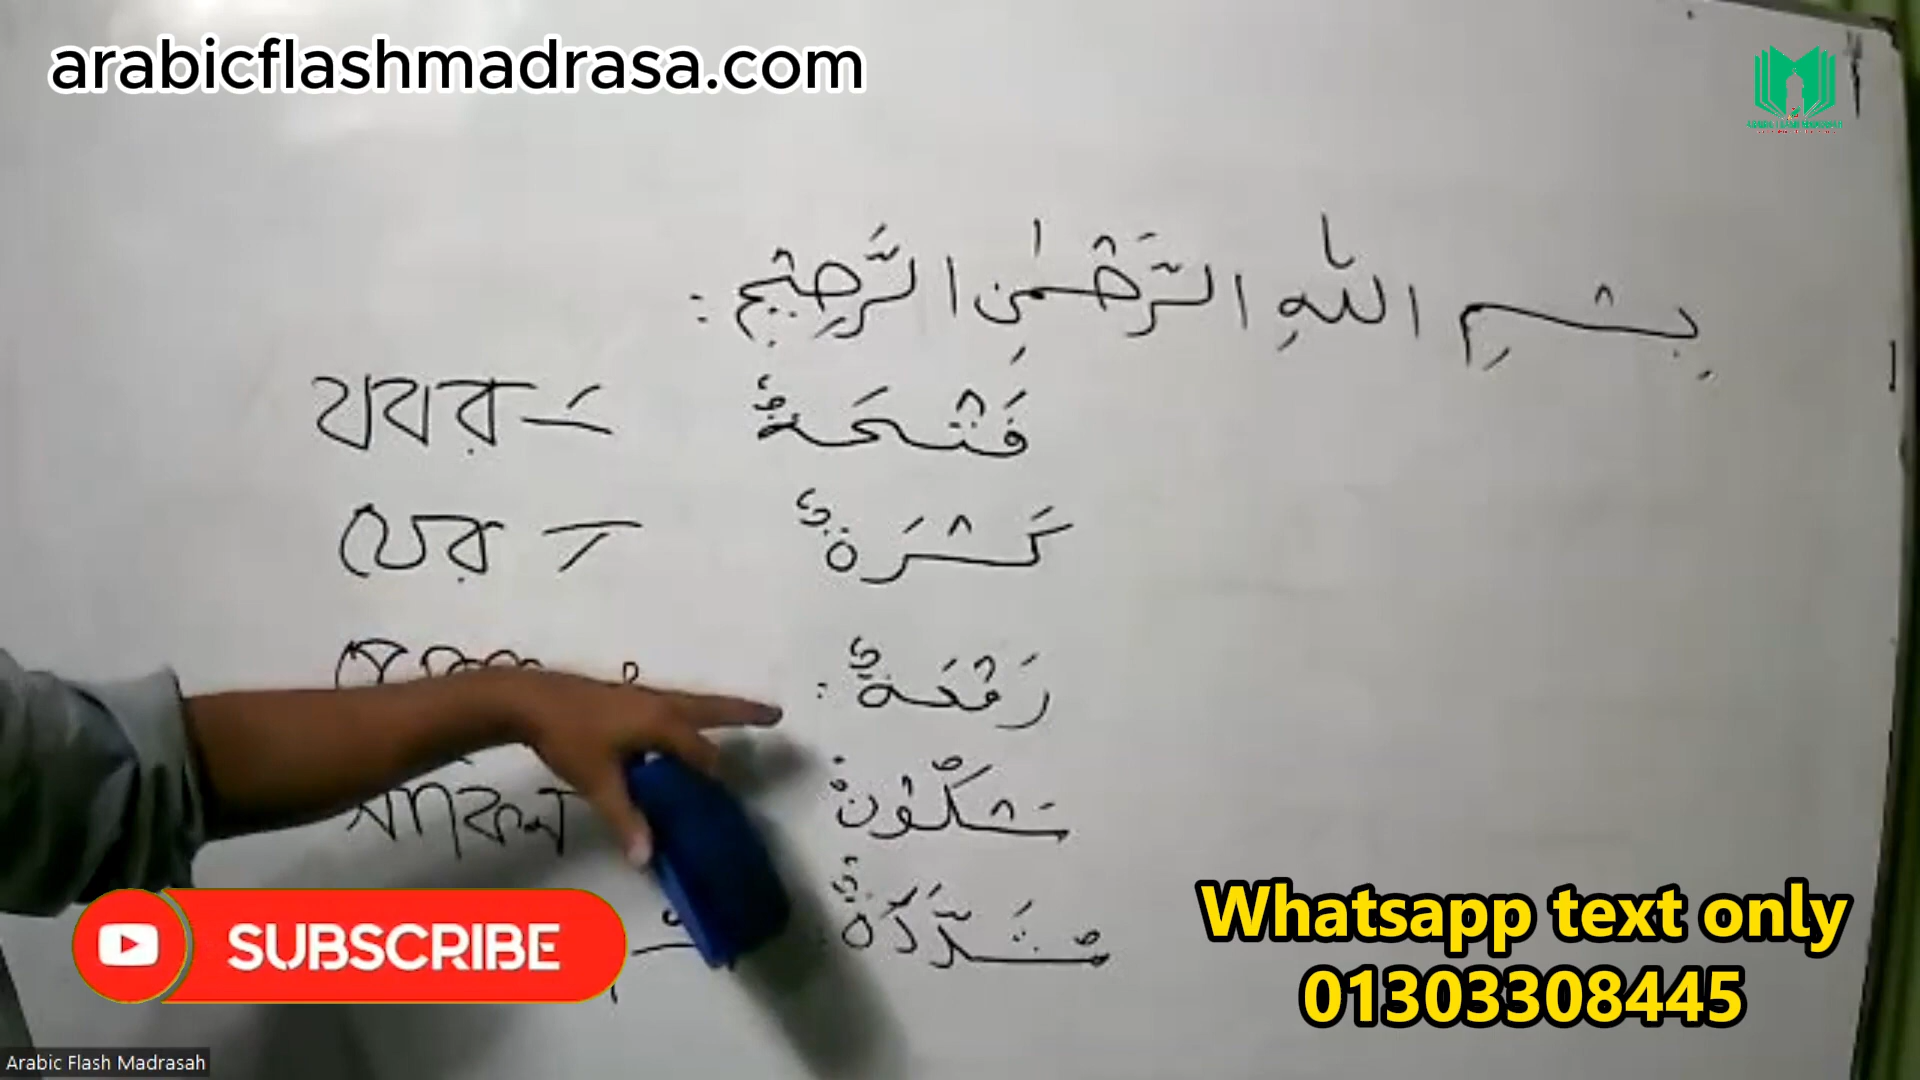 arabicflashmadrasa.com
بِسْمِ اللّٰهِ الرَّحْمٰنِ الرَّحِيْمِ :
যবর – فَتْحَةٌ
যের – كَسْرَةٌ
رَفْعَةٌ :
সাকিন سَكُوْنٌ
مُشَدَّدَةٌ
SUBSCRIBE
Whatsapp text only
01303308445
Arabic Flash Madrasah